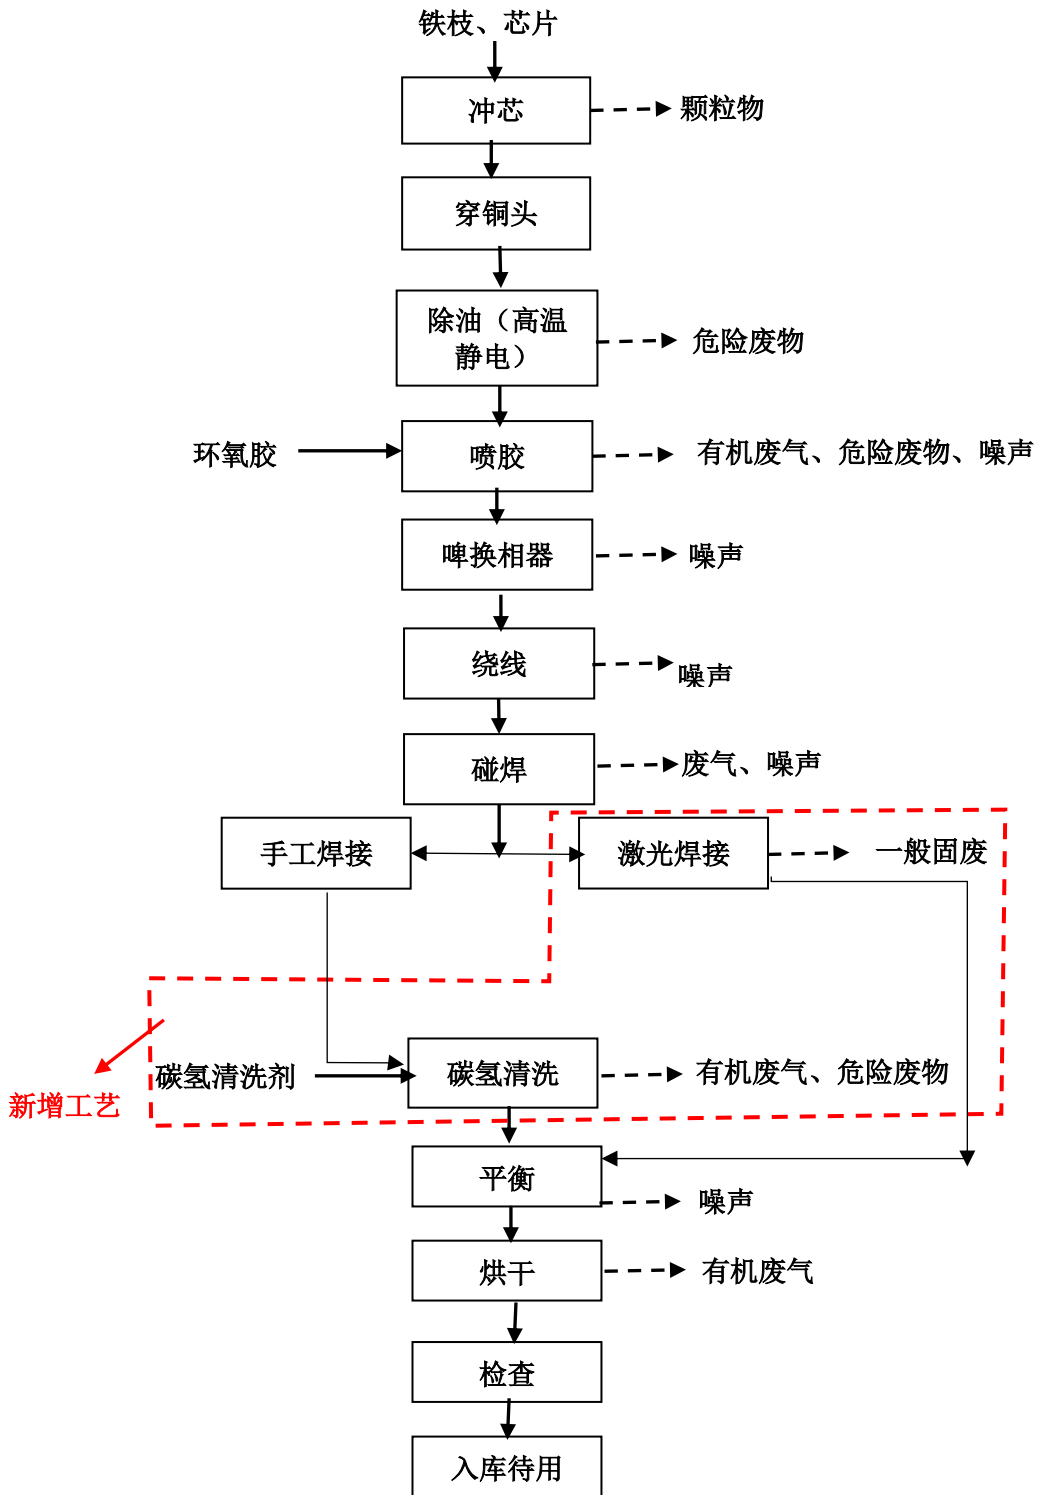 铁枝、芯片
冲芯
颗粒物
穿铜头
除油（高温
静电）
危险废物
环氧胶
喷胶
有机废气、危险废物、噪声
啤换相器
噪声
绕线
噪声
碰焊
废气、噪声
手工焊接
激光焊接
一般固废
碳氢清洗剂
碳氢清洗
有机废气、危险废物
新增工艺
平衡
噪声
烘干
有机废气
检查
入库待用